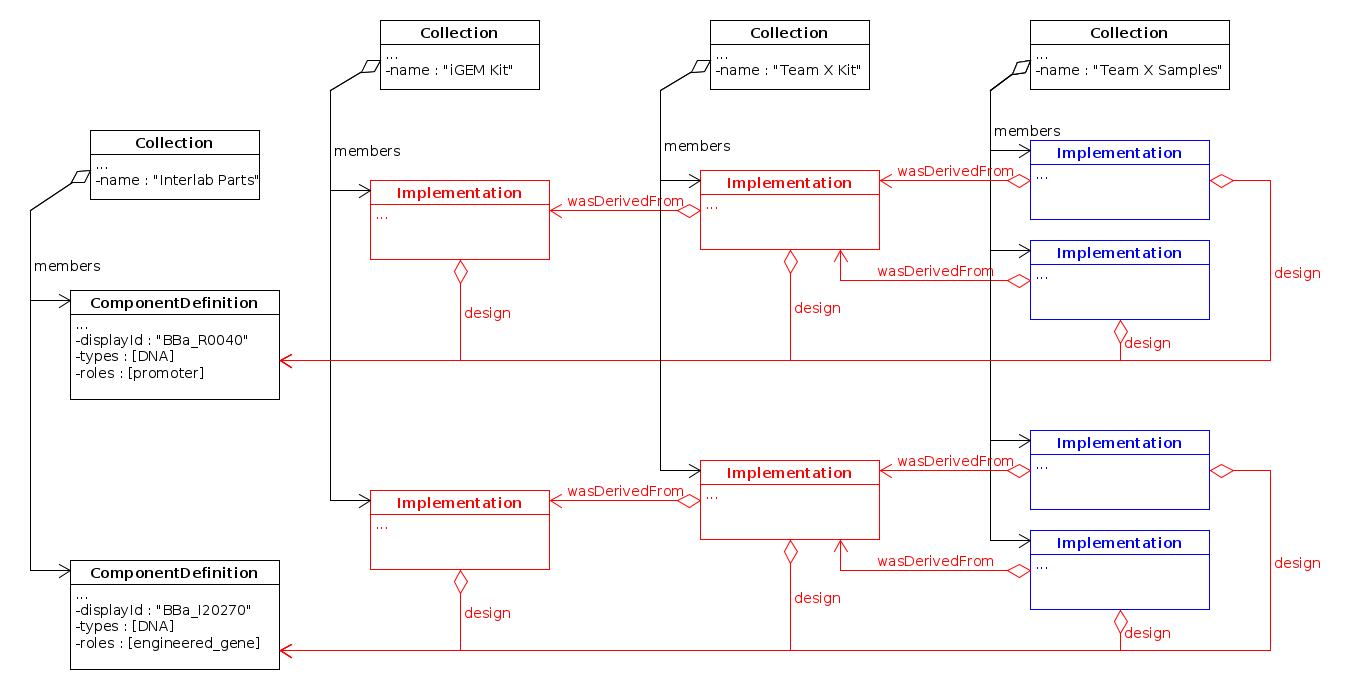 Collection
...
-name : "iGEM Kit"
Collection
...
-name : "Team X Kit"
Collection
...
-name : "Team X Samples"
Collection
...
-name : "Interlab Parts"
members
members
members
members
Implementation
...
Implementation
...
Implementation
...
Implementation
...
wasDerivedFrom
wasDerivedFrom
wasDerivedFrom
design
design
design
design
ComponentDefinition
...
-displayId : "BBa_R0040"
-types : [DNA]
-roles : [promoter]
Implementation
...
Implementation
...
Implementation
...
Implementation
...
wasDerivedFrom
wasDerivedFrom
wasDerivedFrom
design
design
design
design
ComponentDefinition
...
-displayId : "BBa_I20270"
-types : [DNA]
-roles : [engineered_gene]